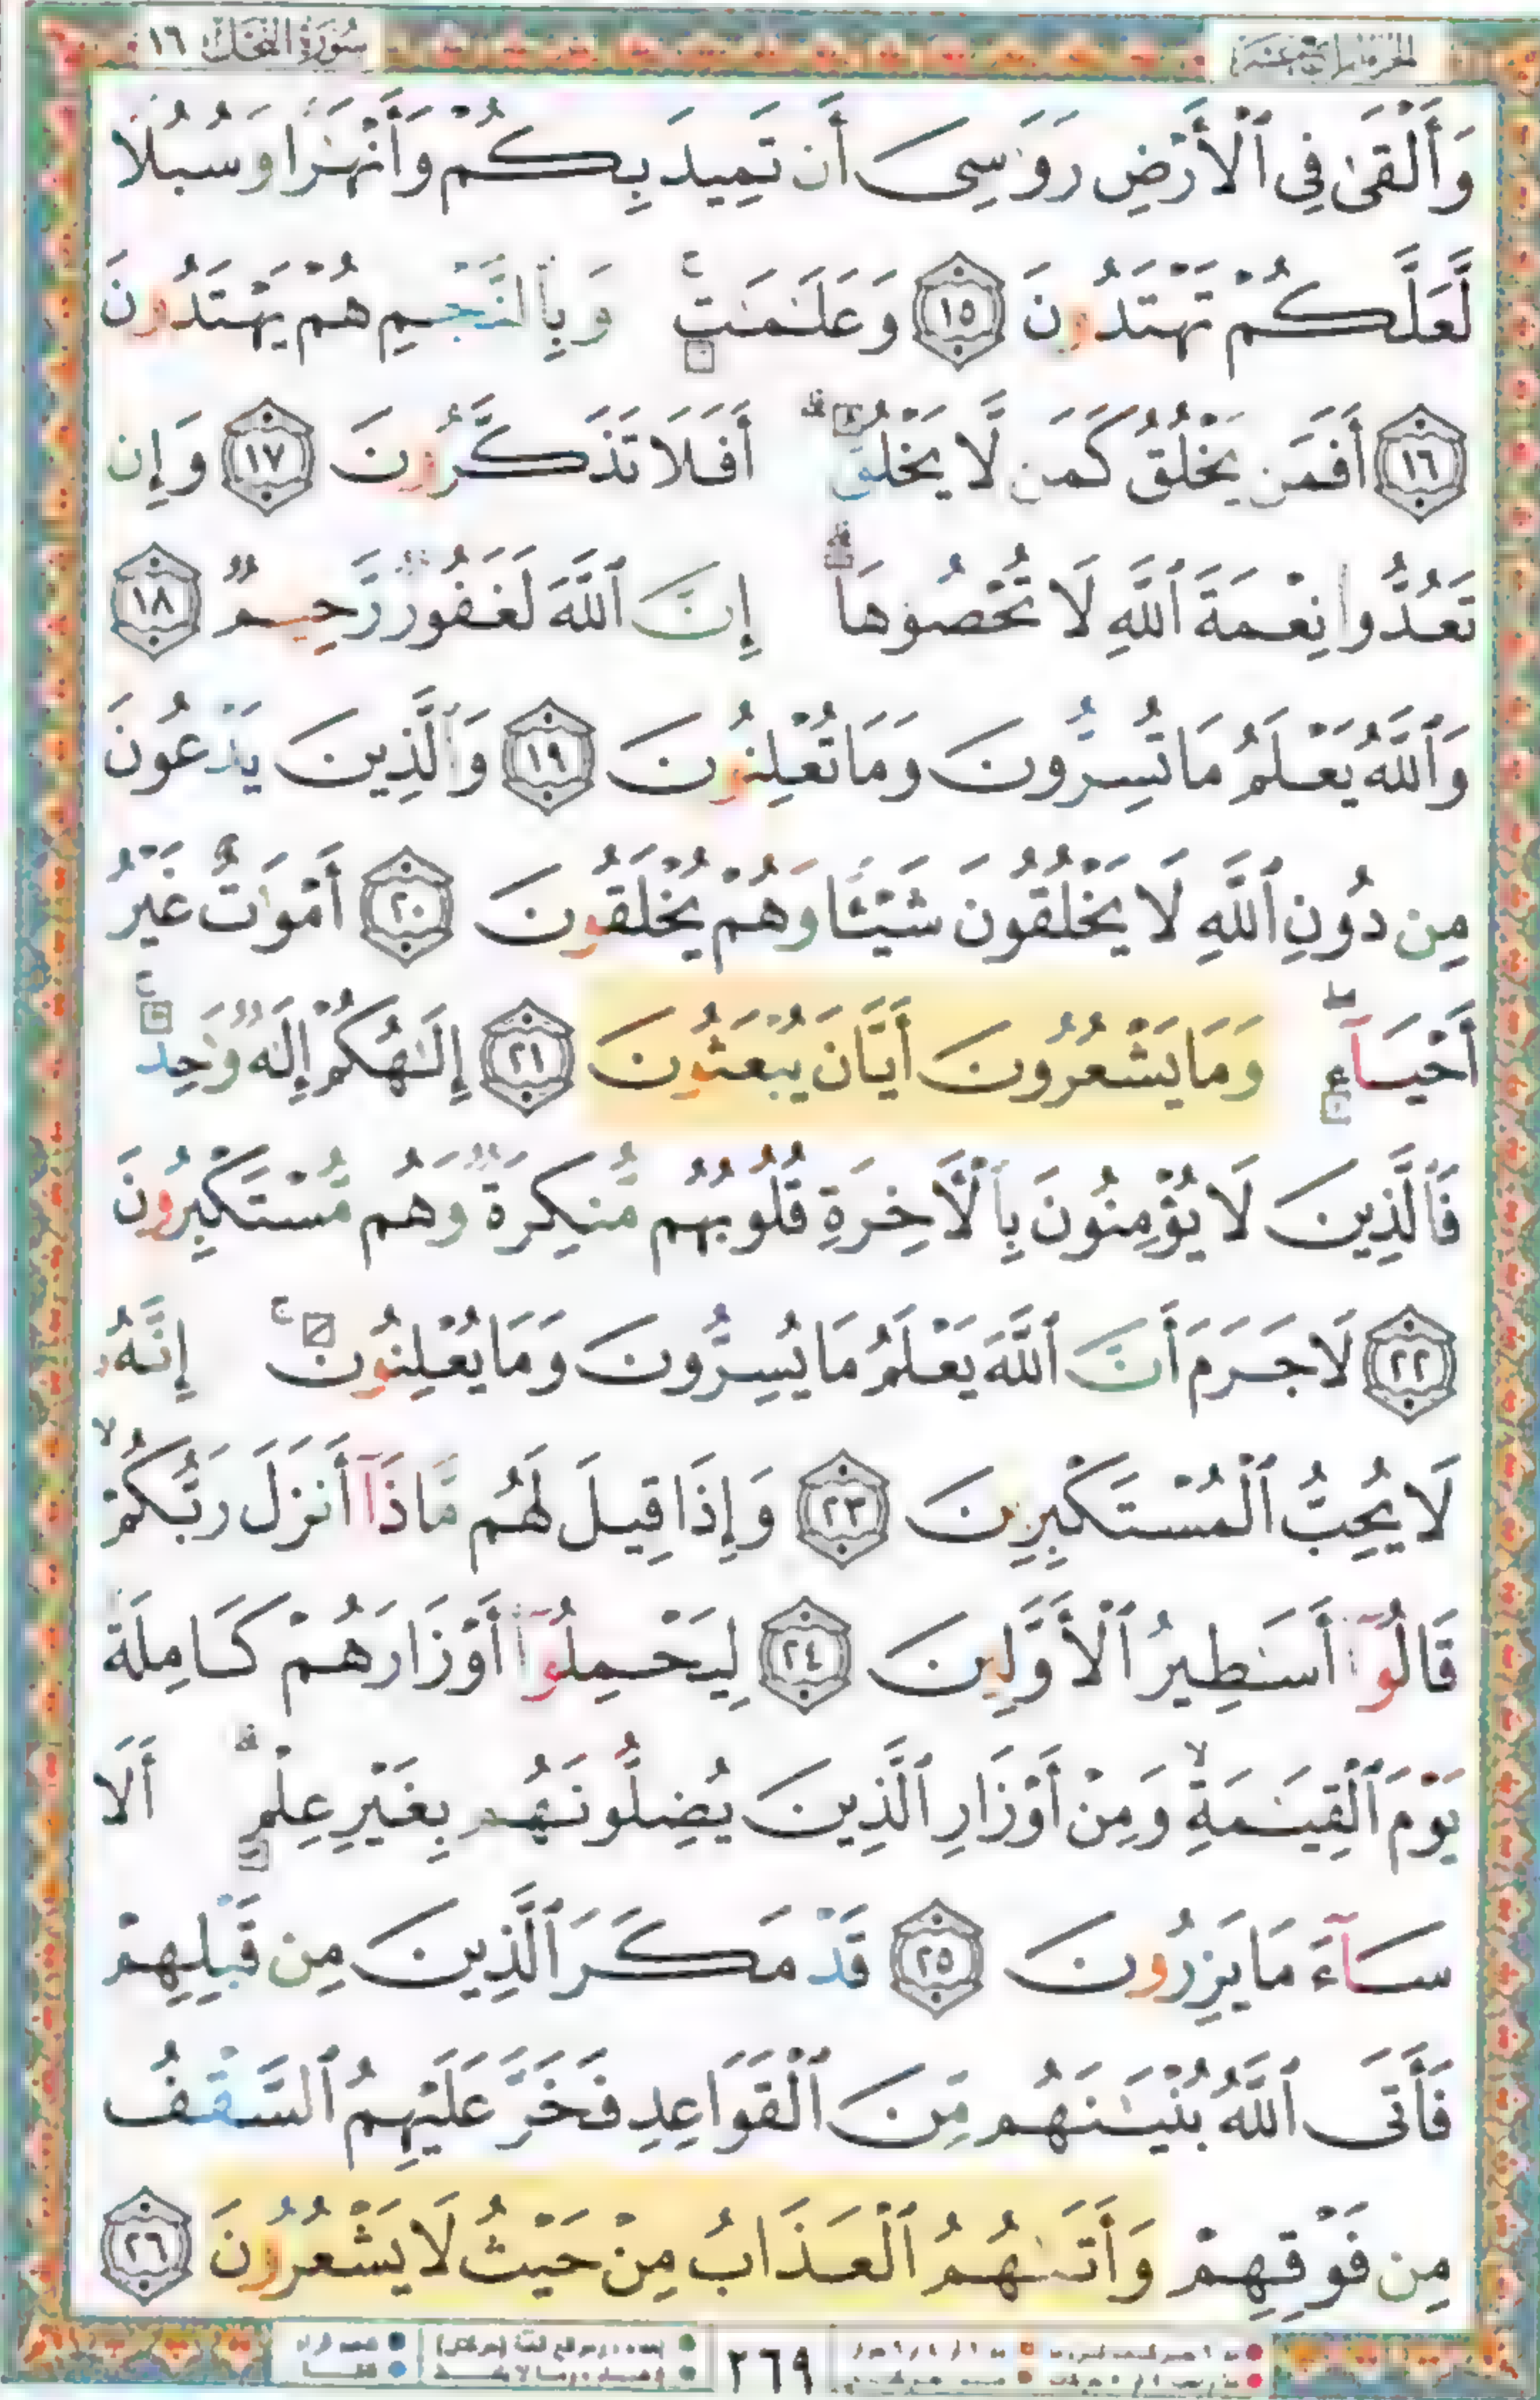 سُورَةُ النَّحْلِ ١٦
وَأَلْقَىٰ فِى ٱلْأَرْضِ رَوَٰسِىَ أَن تَمِيدَ بِكُمْ وَأَنْهَٰرًا وَسُبُلًا
لَّعَلَّكُمْ تَهْتَدُونَ ١٥ وَعَلَٰمَٰتٍ ۚ وَبِٱلنَّجْمِ هُمْ يَهْتَدُونَ
١٦ أَفَمَن يَخْلُقُ كَمَن لَّا يَخْلُقُ ۗ أَفَلَا تَذَكَّرُونَ ١٧ وَإِن
تَعُدُّوا۟ نِعْمَةَ ٱللَّهِ لَا تُحْصُوهَآ ۗ إِنَّ ٱللَّهَ لَغَفُورٌ رَّحِيمٌ ١٨
وَٱللَّهُ يَعْلَمُ مَا تُسِرُّونَ وَمَا تُعْلِنُونَ ١٩ وَٱلَّذِينَ يَدْعُونَ
مِن دُونِ ٱللَّهِ لَا يَخْلُقُونَ شَيْـًٔا وَهُمْ يُخْلَقُونَ ٢٠ أَمْوَٰتٌ غَيْرُ
أَحْيَآءٍ ۖ وَمَا يَشْعُرُونَ أَيَّانَ يُبْعَثُونَ ٢١ إِلَٰهُكُمْ إِلَٰهٌ وَٰحِدٌ ۚ
فَٱلَّذِينَ لَا يُؤْمِنُونَ بِٱلْـَٔاخِرَةِ قُلُوبُهُم مُّنكِرَةٌ وَهُم مُّسْتَكْبِرُونَ
٢٢ لَا جَرَمَ أَنَّ ٱللَّهَ يَعْلَمُ مَا يُسِرُّونَ وَمَا يُعْلِنُونَ ۚ إِنَّهُۥ
لَا يُحِبُّ ٱلْمُسْتَكْبِرِينَ ٢٣ وَإِذَا قِيلَ لَهُم مَّاذَآ أَنزَلَ رَبُّكُمْ ۙ
قَالُوٓا۟ أَسَٰطِيرُ ٱلْأَوَّلِينَ ٢٤ لِيَحْمِلُوٓا۟ أَوْزَارَهُمْ كَامِلَةً
يَوْمَ ٱلْقِيَٰمَةِ ۙ وَمِنْ أَوْزَارِ ٱلَّذِينَ يُضِلُّونَهُم بِغَيْرِ عِلْمٍ ۗ أَلَا
سَآءَ مَا يَزِرُونَ ٢٥ قَدْ مَكَرَ ٱلَّذِينَ مِن قَبْلِهِمْ
فَأَتَى ٱللَّهُ بُنْيَٰنَهُم مِّنَ ٱلْقَوَاعِدِ فَخَرَّ عَلَيْهِمُ ٱلسَّقْفُ
مِن فَوْقِهِمْ وَأَتَىٰهُمُ ٱلْعَذَابُ مِنْ حَيْثُ لَا يَشْعُرُونَ ٢٦
٢٦٩